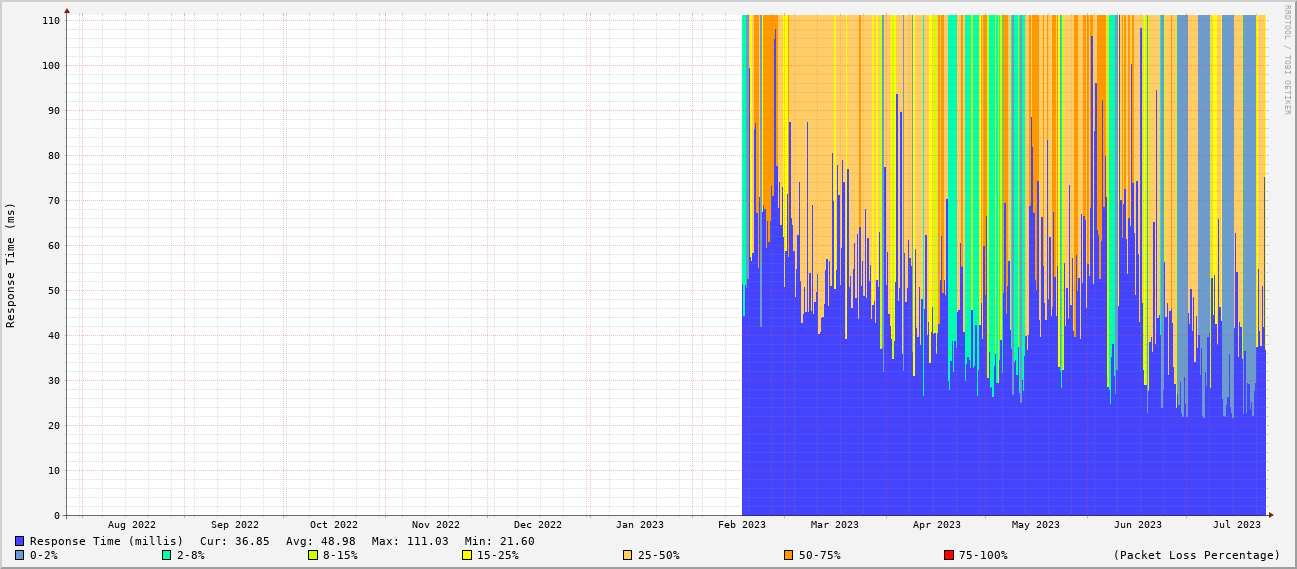 RRDTOOL / TOBI OETIKER
Response Time (ms)
110
100
90
80
70
60
50
40
30
20
10
0
Aug 2022 Sep 2022 Oct 2022 Nov 2022 Dec 2022 Jan 2023 Feb 2023 Mar 2023 Apr 2023 May 2023 Jun 2023 Jul 2023
Response Time (millis) Cur: 36.85 Avg: 48.98 Max: 111.03 Min: 21.60
0-2% 2-8% 8-15% 15-25% 25-50% 50-75% 75-100% (Packet Loss Percentage)